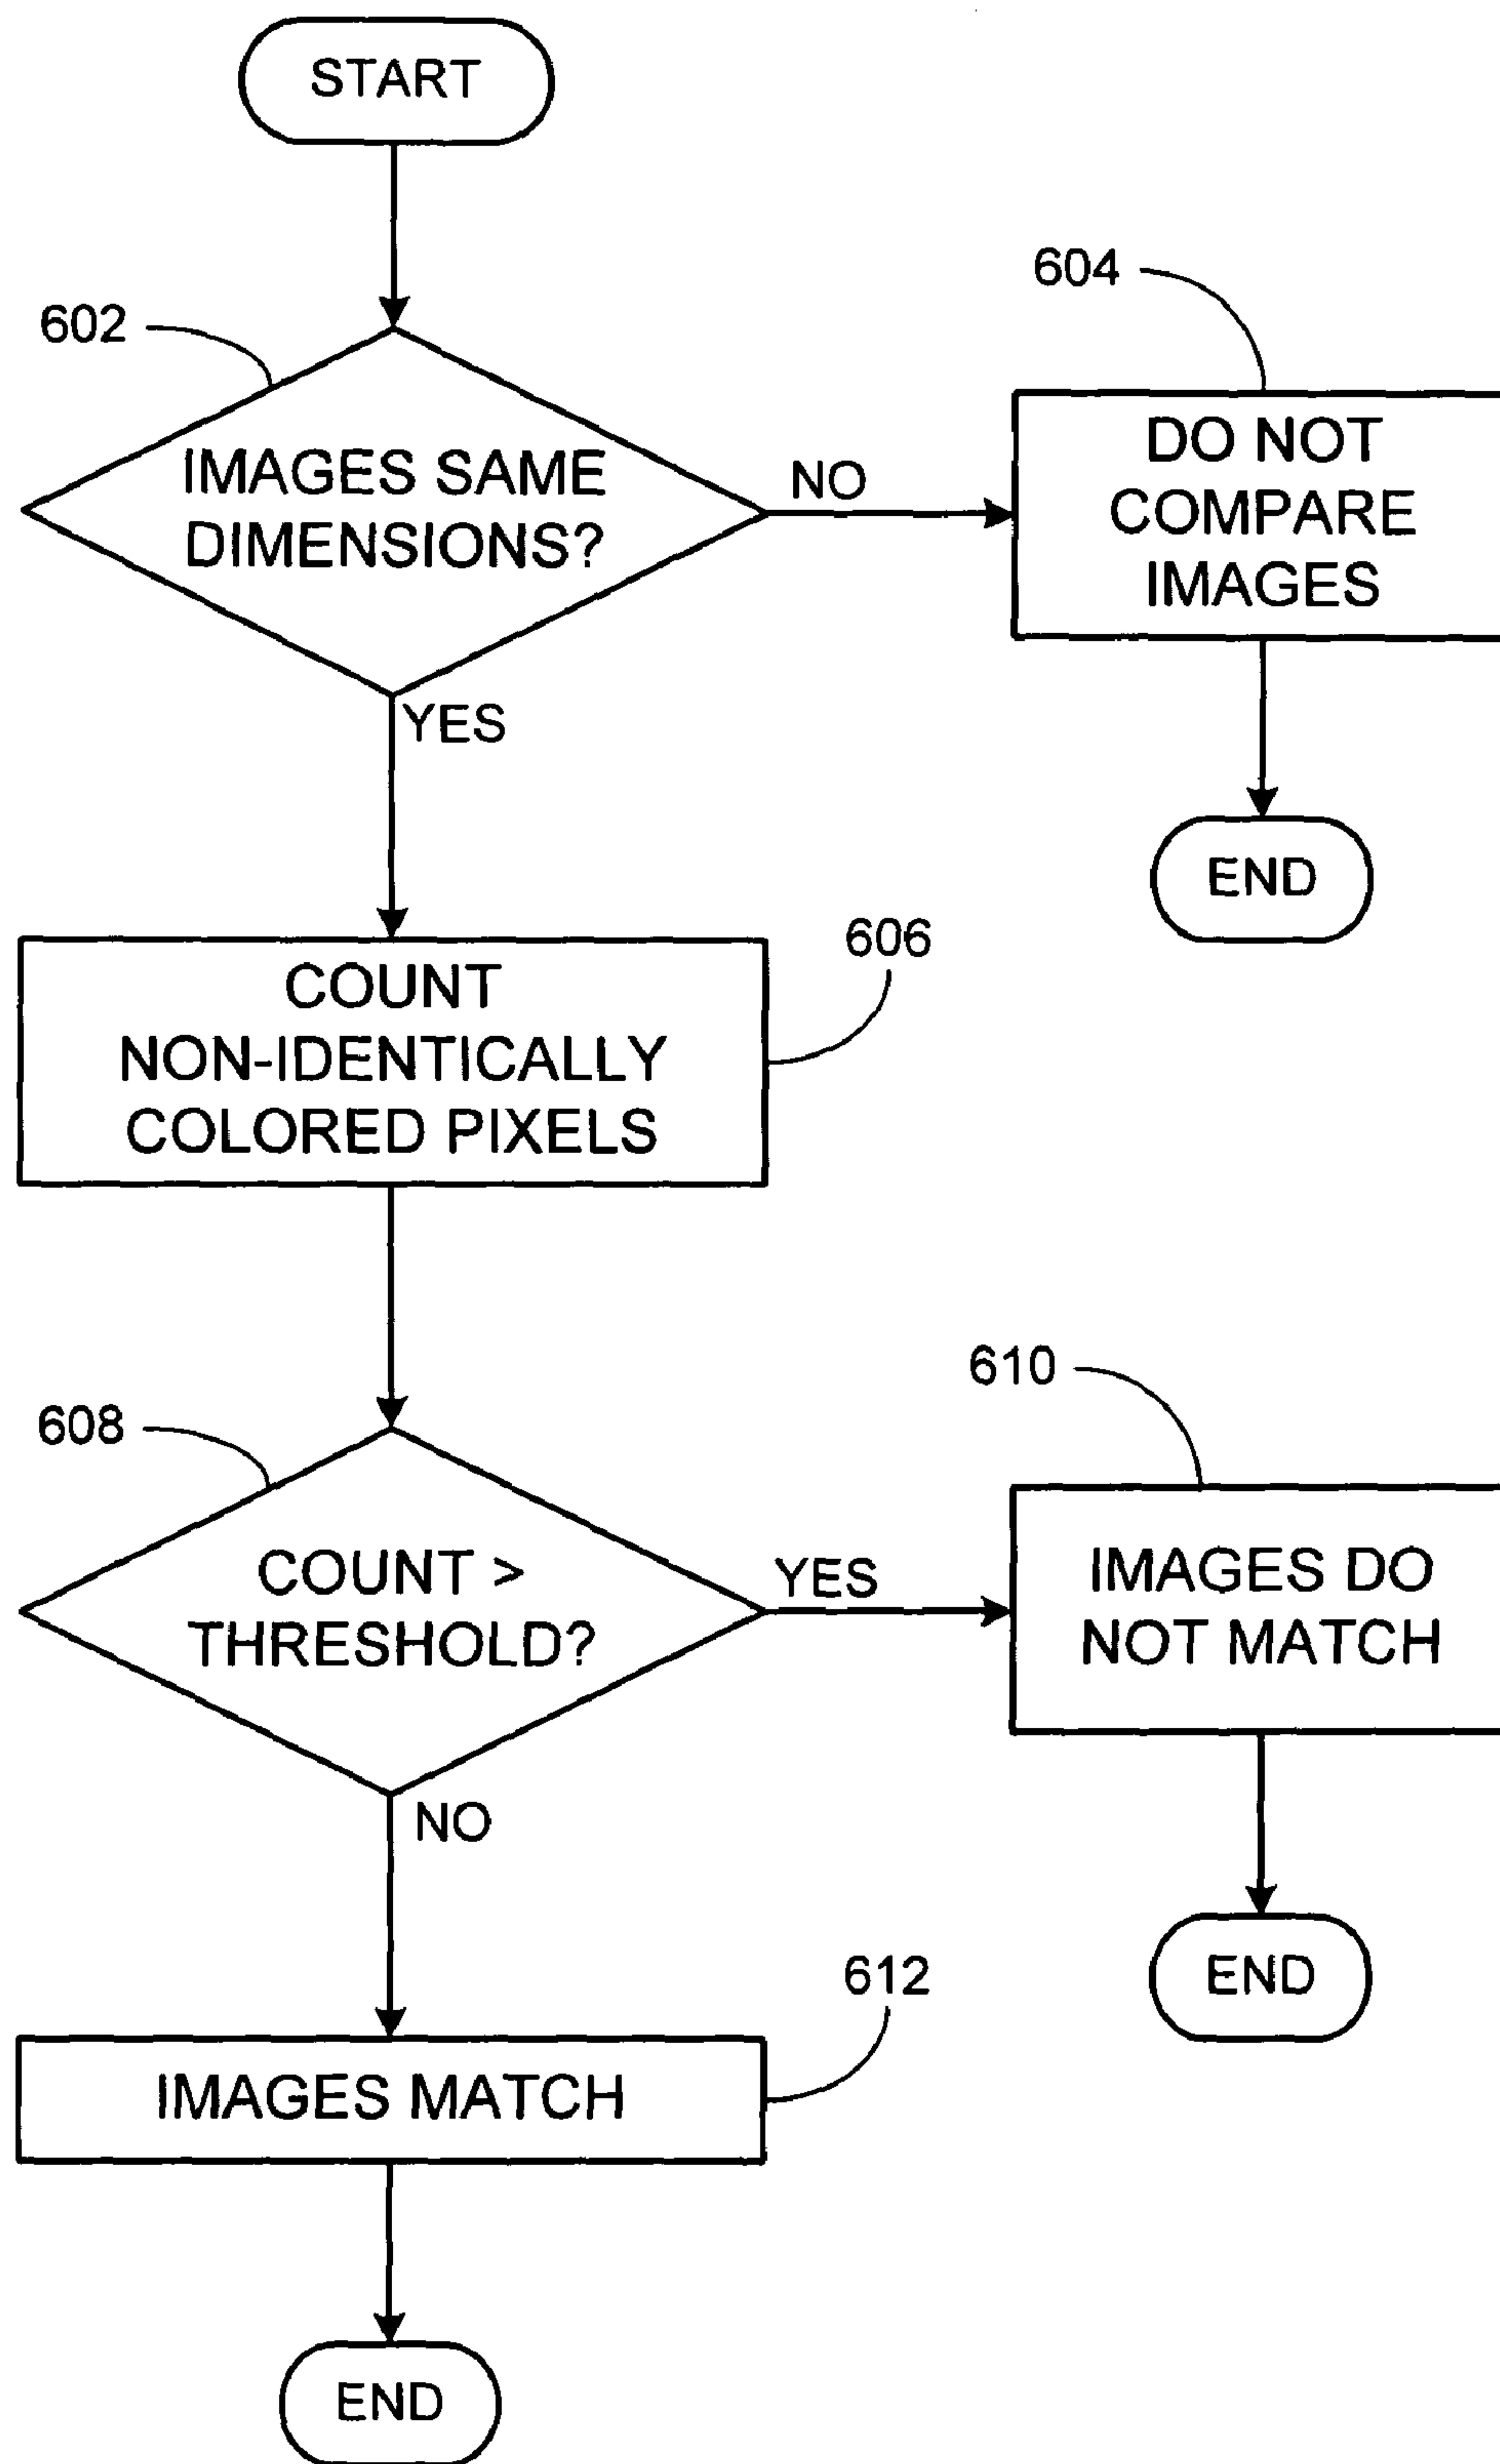 START
602
IMAGES SAME
DIMENSIONS?
NO
604
DO NOT
COMPARE
IMAGES
END
YES
606
COUNT
NON-IDENTICALLY
COLORED PIXELS
608
COUNT >
THRESHOLD?
YES
610
IMAGES DO
NOT MATCH
END
NO
612
IMAGES MATCH
END